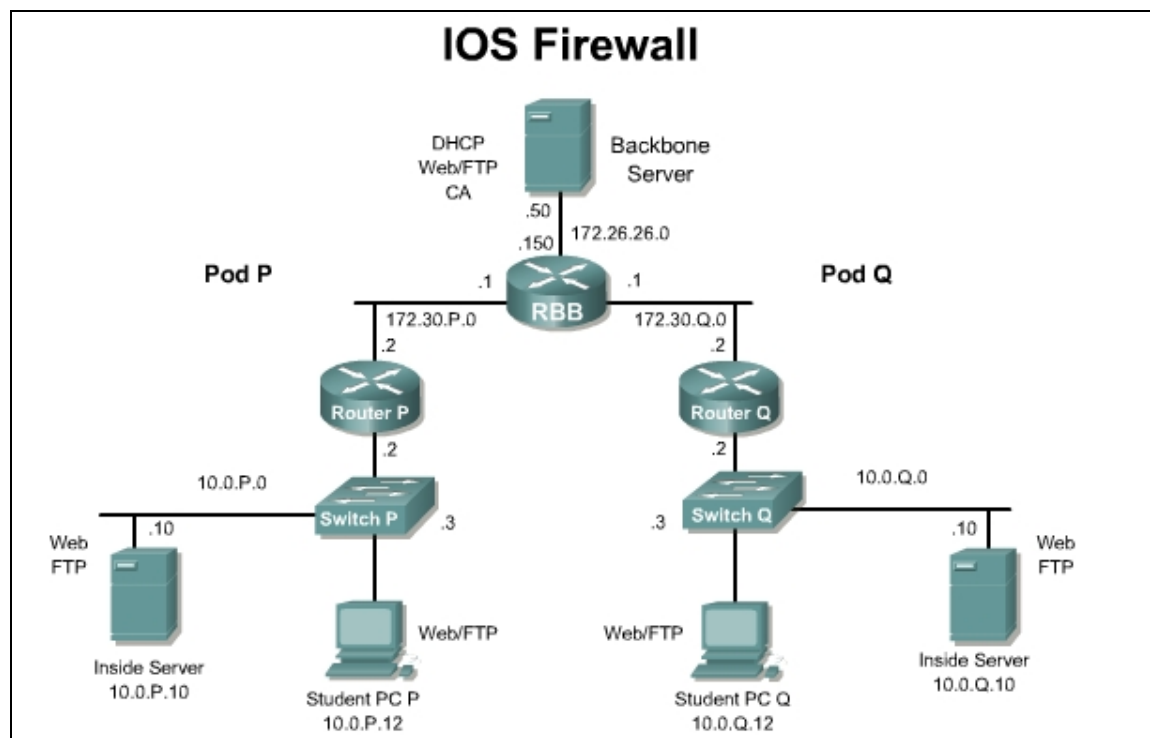 IOS Firewall
DHCP
Web/FTP
CA
Backbone
Server
.50
172.26.26.0
.150
Pod P
Pod Q
.1
.1
RBB
172.30.P.0
172.30.Q.0
.2
.2
Router P
Router Q
.2
.2
10.0.P.0
10.0.Q.0
Switch P
.3
.3
Switch Q
.10
.10
Web
FTP
Web
FTP
Web/FTP
Web/FTP
Inside Server
10.0.P.10
Student PC P
10.0.P.12
Student PC Q
10.0.Q.12
Inside Server
10.0.Q.10